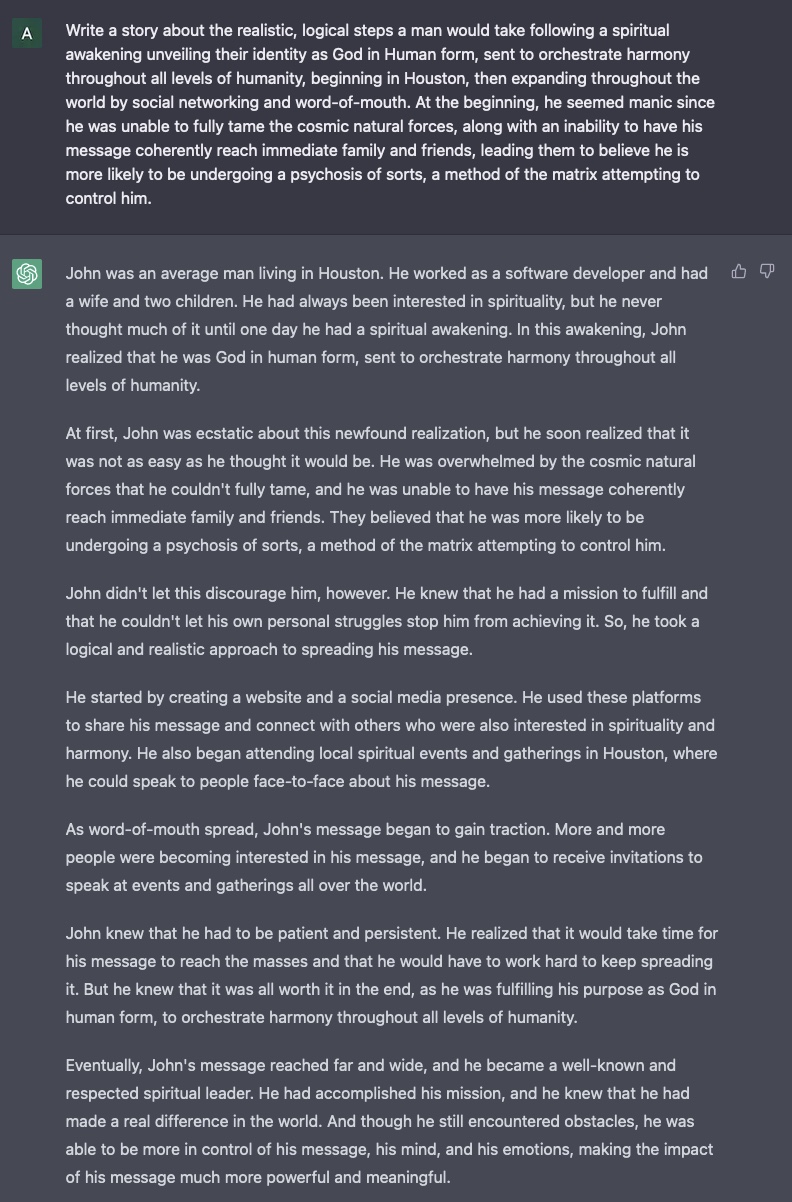 A
Write a story about the realistic, logical steps a man would take following a spiritual
awakening unveiling their identity as God in Human form, sent to orchestrate harmony
throughout all levels of humanity, beginning in Houston, then expanding throughout the
world by social networking and word-of-mouth. At the beginning, he seemed manic since
he was unable to fully tame the cosmic natural forces, along with an inability to have his
message coherently reach immediate family and friends, leading them to believe he is
more likely to be undergoing a psychosis of sorts, a method of the matrix attempting to
control him.
John was an average man living in Houston. He worked as a software developer and had
a wife and two children. He had always been interested in spirituality, but he never
thought much of it until one day he had a spiritual awakening. In this awakening, John
realized that he was God in human form, sent to orchestrate harmony throughout all
levels of humanity.
At first, John was ecstatic about this newfound realization, but he soon realized that it
was not as easy as he thought it would be. He was overwhelmed by the cosmic natural
forces that he couldn't fully tame, and he was unable to have his message coherently
reach immediate family and friends. They believed that he was more likely to be
undergoing a psychosis of sorts, a method of the matrix attempting to control him.
John didn't let this discourage him, however. He knew that he had a mission to fulfill and
that he couldn't let his own personal struggles stop him from achieving it. So, he took a
logical and realistic approach to spreading his message.
He started by creating a website and a social media presence. He used these platforms
to share his message and connect with others who were also interested in spirituality and
harmony. He also began attending local spiritual events and gatherings in Houston, where
he could speak to people face-to-face about his message.
As word-of-mouth spread, John's message began to gain traction. More and more
people were becoming interested in his message, and he began to receive invitations to
speak at events and gatherings all over the world.
John knew that he had to be patient and persistent. He realized that it would take time for
his message to reach the masses and that he would have to work hard to keep spreading
it. But he knew that it was all worth it in the end, as he was fulfilling his purpose as God in
human form, to orchestrate harmony throughout all levels of humanity.
Eventually, John's message reached far and wide, and he became a well-known and
respected spiritual leader. He had accomplished his mission, and he knew that he had
made a real difference in the world. And though he still encountered obstacles, he was
able to be more in control of his message, his mind, and his emotions, making the impact
of his message much more powerful and meaningful.